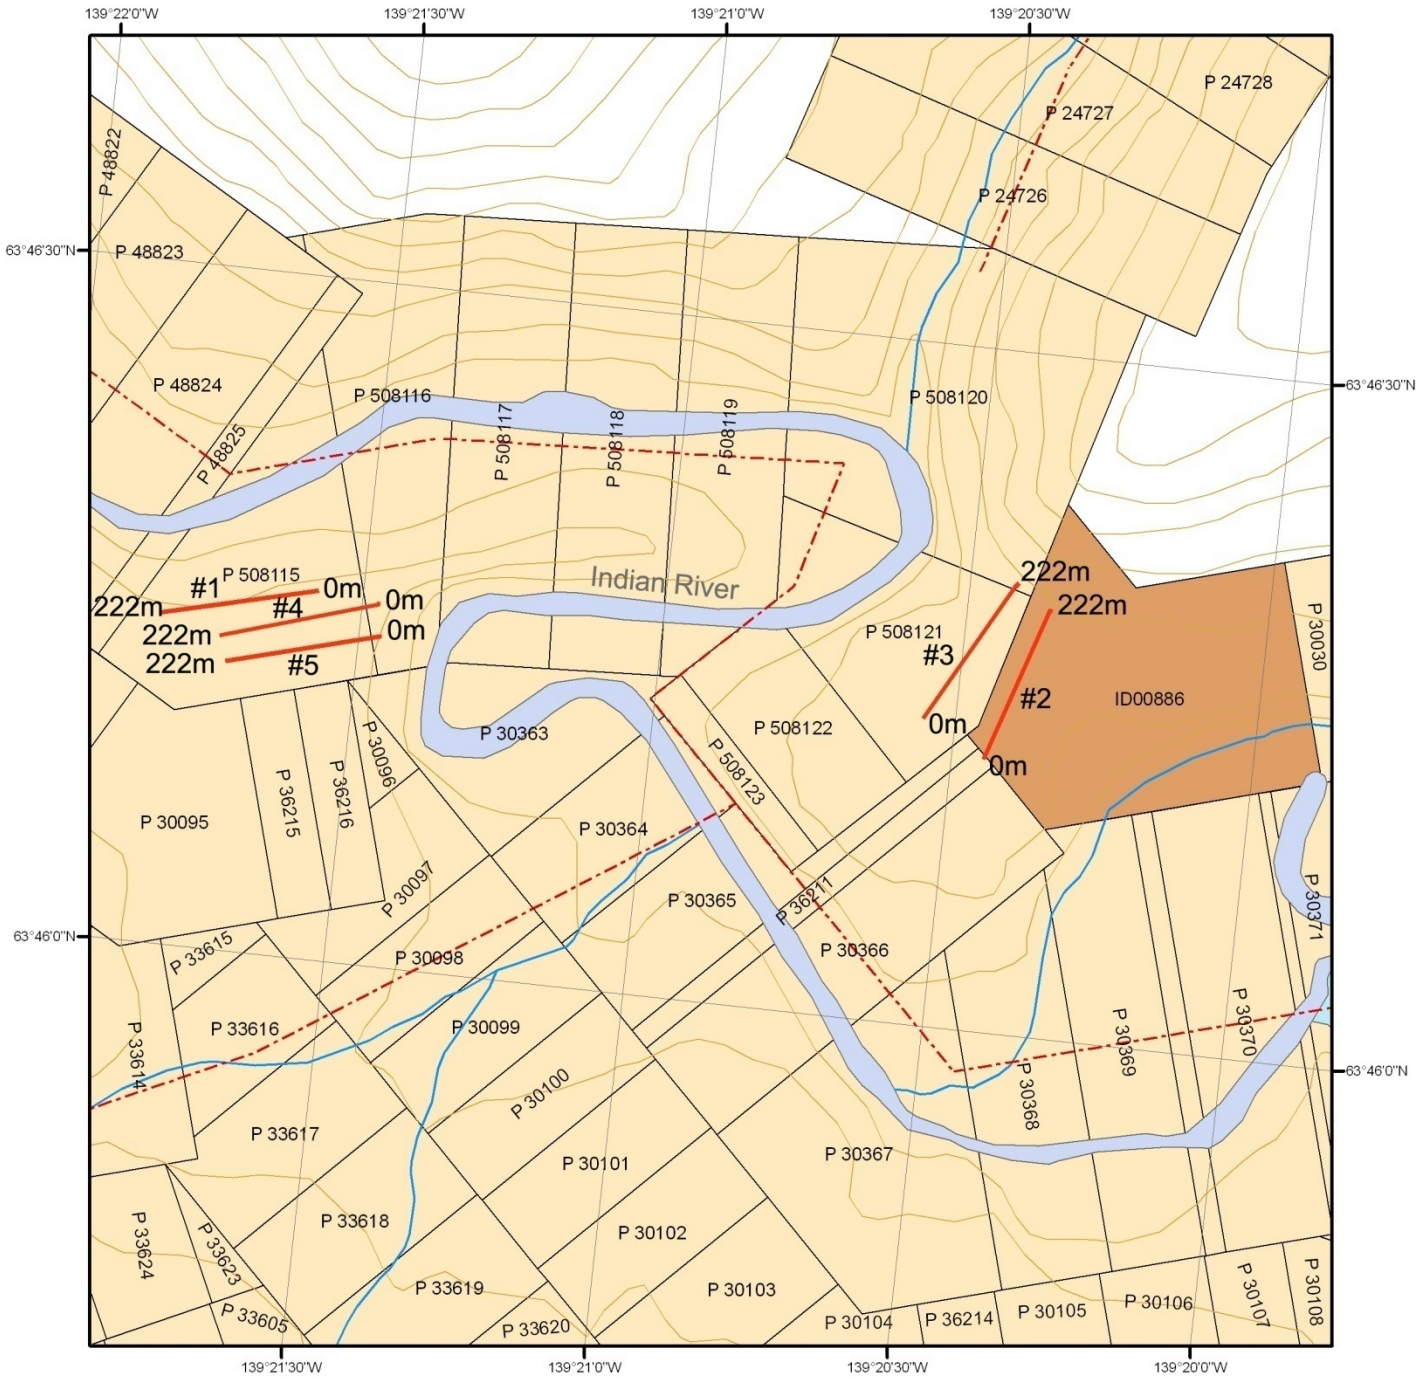 139°22'0"W
139°21'30"W
139°21'0"W
139°20'30"W
P 24728
P 24727
P 48822
P 24726
63°46'30"N
P 48823
P 48824
P 508116
P 508120
63°46'30"N
P 508117
P 508118
P 508119
P 48825
P 508115
Indian River
222m
#1
0m
#4
0m
222m
222m
222m
#5
0m
222m
P 508121
#3
P 30030
#2
ID00886
0m
0m
P 508122
P 30363
P 508123
P 30096
P 36215
P 36216
P 30095
P 30364
P 30097
P 30365
P 36211
P 30371
63°46'0"N
P 33615
P 30098
P 30366
P 33614
P 33616
P 30099
P 30370
P 30369
63°46'0"N
P 30100
P 30368
P 33617
P 30101
P 30367
P 33624
P 33623
P 33618
P 30102
P 33619
P 30103
P 30106
P 30107
P 30108
P 33605
P 33620
P 30104
P 36214
P 30105
139°21'30"W
139°21'0"W
139°20'30"W
139°20'0"W